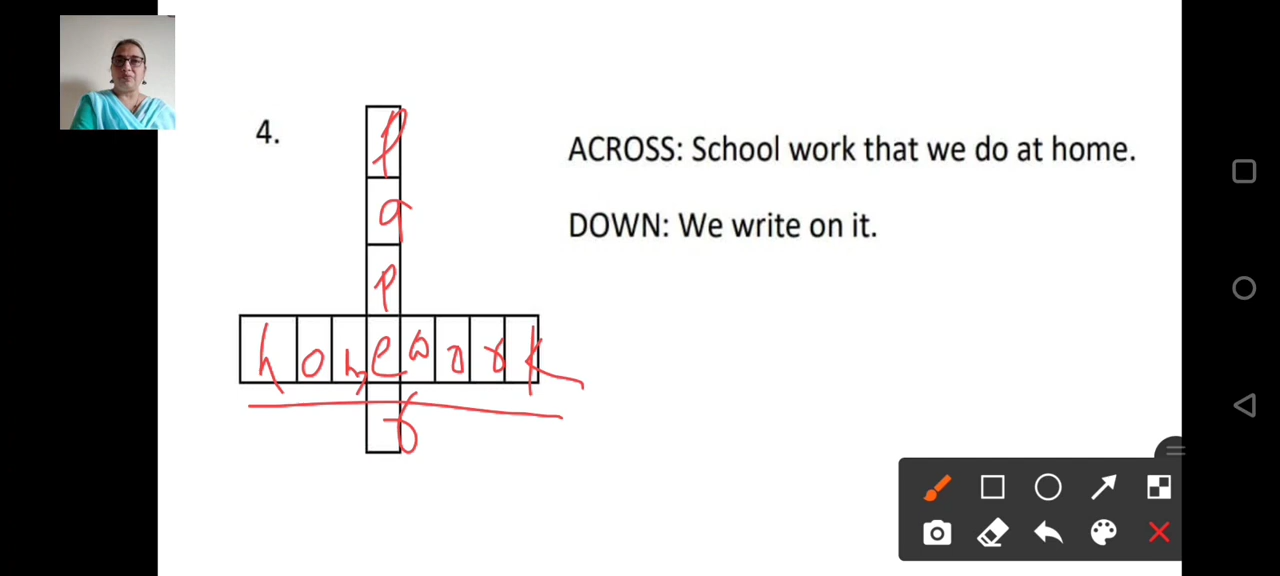 4.
ACROSS: School work that we do at home.
DOWN: We write on it.
p
a
p
homework
r